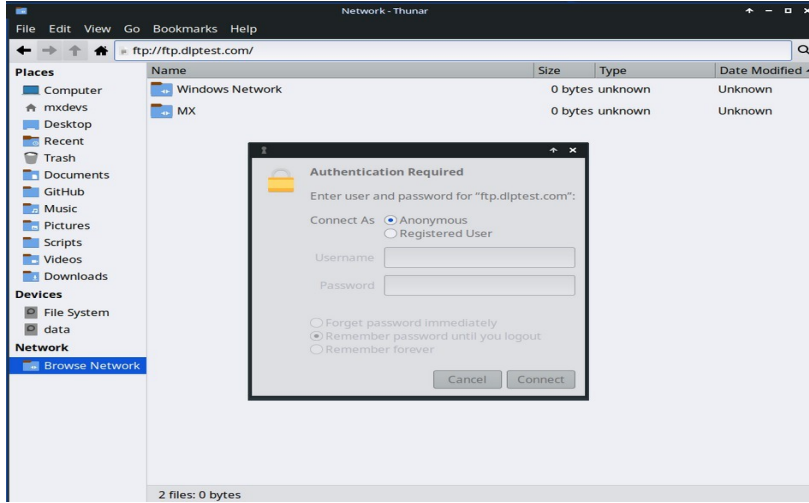 Network - Thunar
File Edit View Go Bookmarks Help
ftp://ftp.dlptest.com/
Places
Name Size Type Date Modified
Computer
Windows Network 0 bytes unknown Unknown
mxdevs
MX 0 bytes unknown Unknown
Desktop
Recent
Trash
Documents
GitHub
Music
Pictures
Scripts
Videos
Downloads
Devices
File System
data
Network
Browse Network
Authentication Required
Enter user and password for “ftp.dlptest.com”:
Connect As Anonymous
Registered User
Username
Password
Forget password immediately
Remember password until you logout
Remember forever
Cancel Connect
2 files: 0 bytes